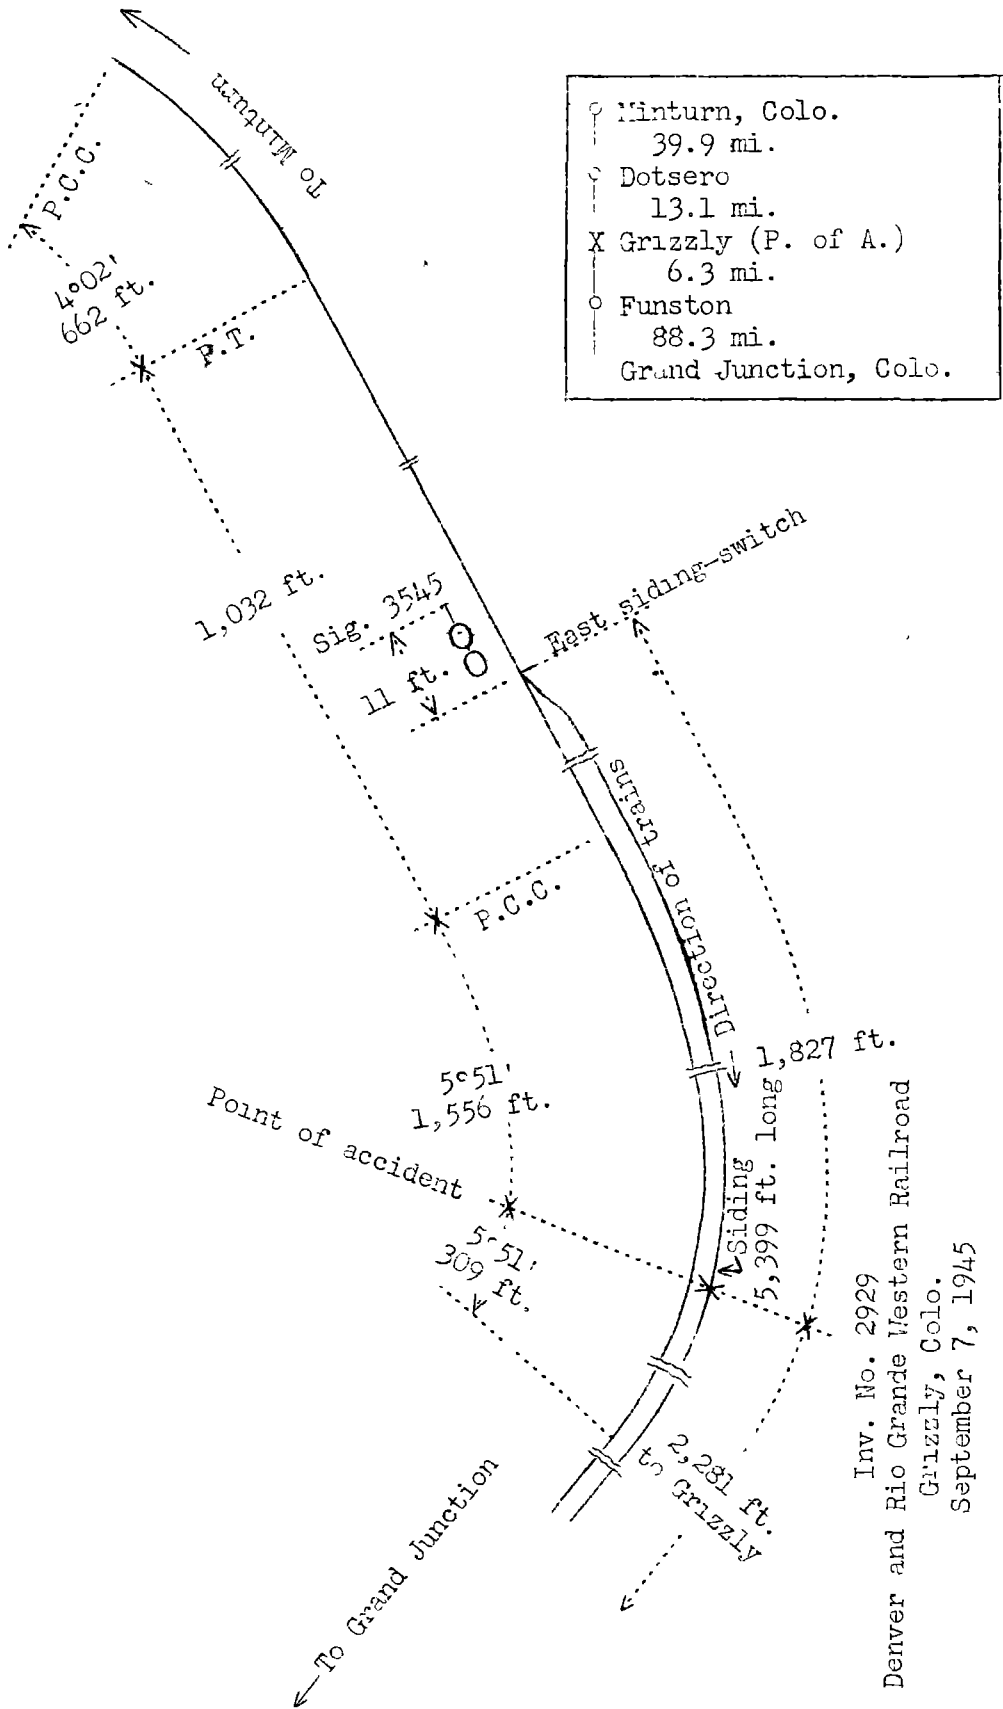 To Minturn
P.C.C.
4°02'
662 ft.
P.T.
Minturn, Colo.
39.9 mi.
Dotsero
13.1 mi.
X Grizzly (P. of A.)
6.3 mi.
Funston
88.3 mi.
Grand Junction, Colo.
1,032 ft.
Sig. 3545
11 ft.
East siding-switch
P.C.C.
Direction of trains
1,827 ft.
5°51'
1,556 ft.
Point of accident
Siding
5,399 ft. long
5°51'
309 ft.
2,281 ft.
to Grizzly
To Grand Junction
Inv. No. 2929
Denver and Rio Grande Western Railroad
Grizzly, Colo.
September 7, 1945